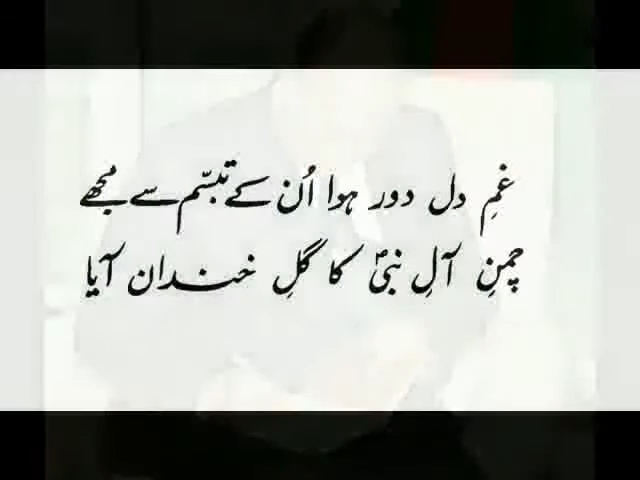 غمِ دل دور ہوا اُن کے تبسّم سے مجھے
چمنِ آلِ نبیؐ کا گلِ خندان آیا